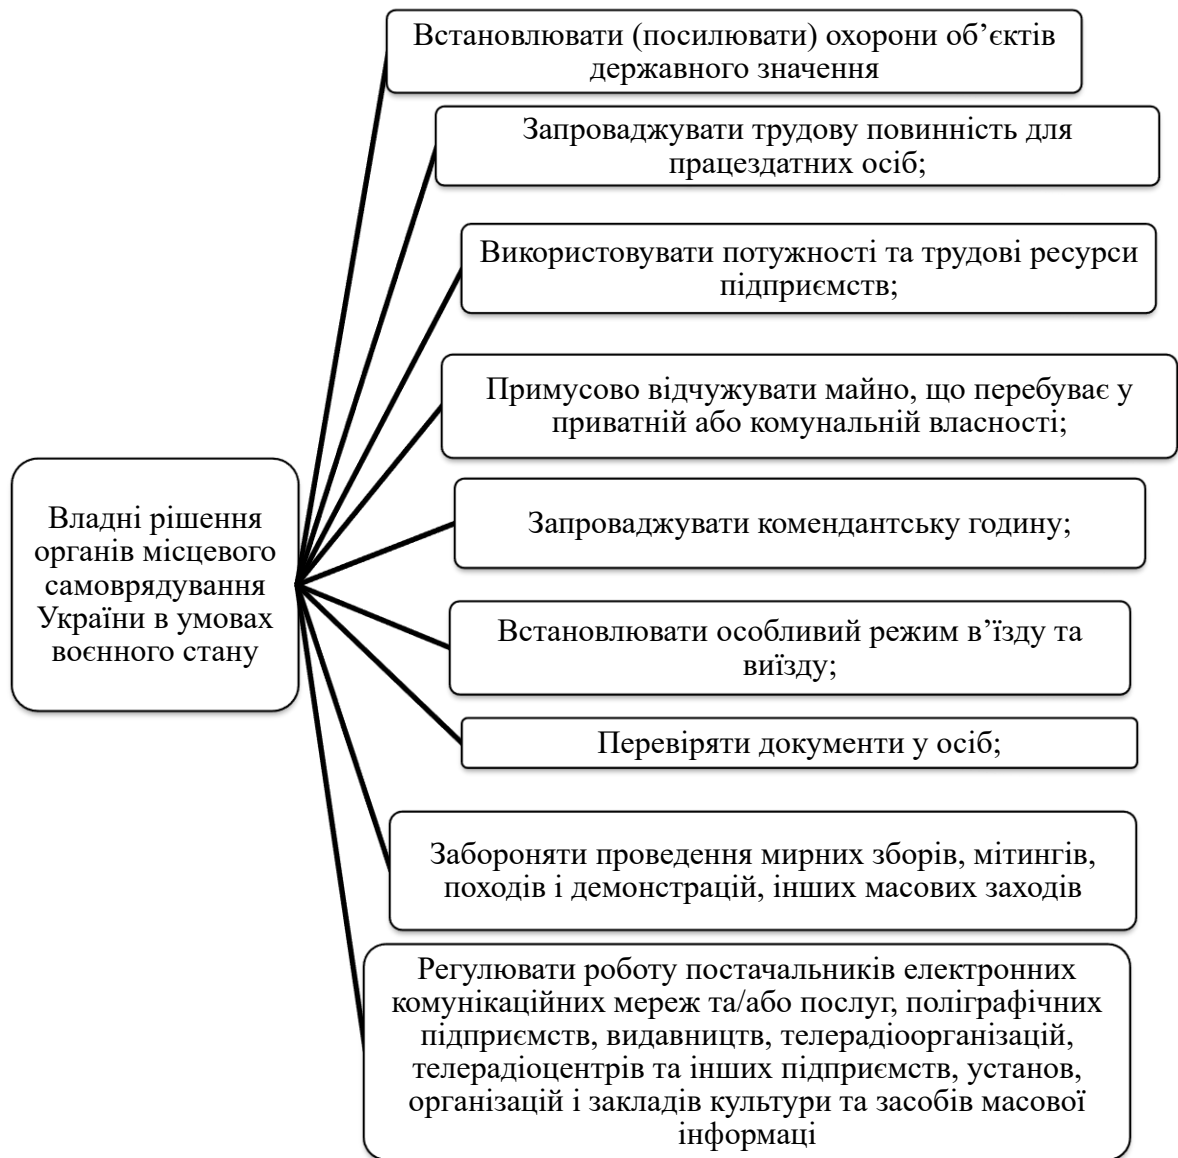 Встановлювати (посилювати) охорони об’єктів
державного значення
Запроваджувати трудову повинність для
працездатних осіб;
Використовувати потужності та трудові ресурси
підприємств;
Примусово відчужувати майно, що перебуває у
приватній або комунальній власності;
Владні рішення
органів місцевого
самоврядування
України в умовах
воєнного стану
Запроваджувати комендантську годину;
Встановлювати особливий режим в’їзду та
виїзду;
Перевіряти документи у осіб;
Забороняти проведення мирних зборів, мітингів,
походів і демонстрацій, інших масових заходів
Регулювати роботу постачальників електронних
комунікаційних мереж та/або послуг, поліграфічних
підприємств, видавництв, телерадіоорганізацій,
телерадіоцентрів та інших підприємств, установ,
організацій і закладів культури та засобів масової
інформаці